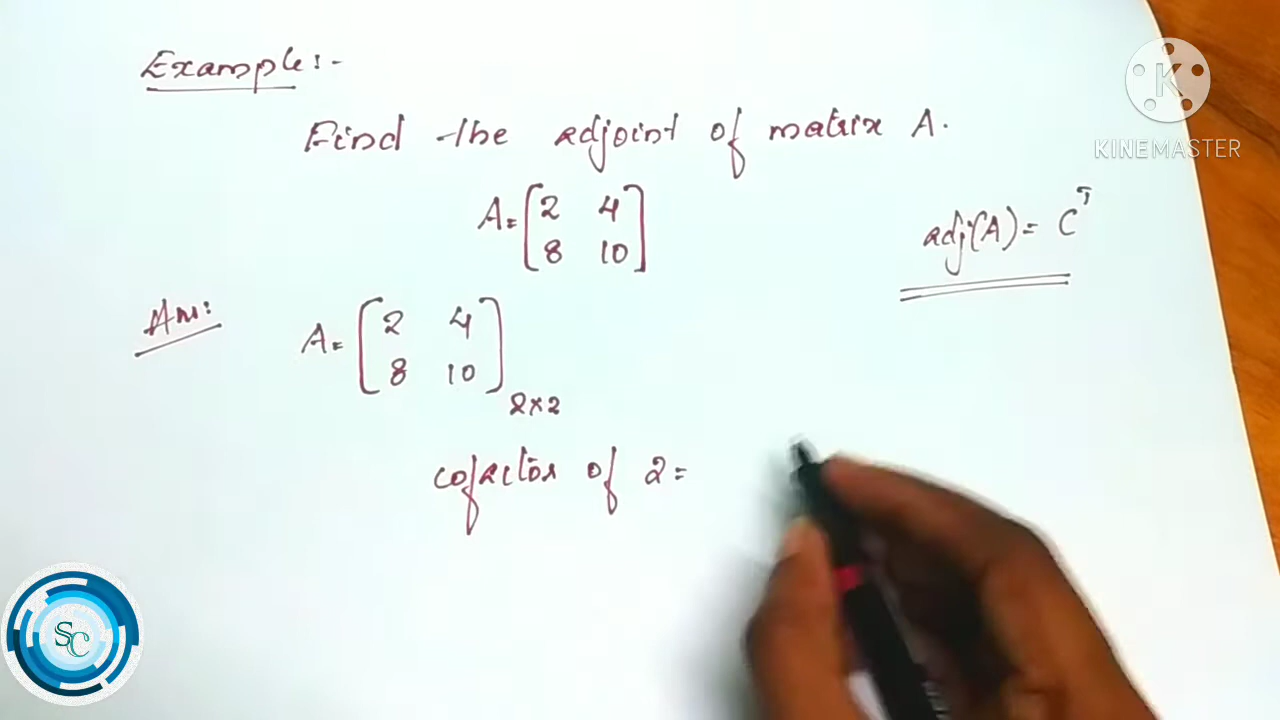 Example:-
Find the adjoint of matrix A.
A = [2 4
8 10]
adj(A) = C^T
Ans:
A = [2 4
8 10] 2×2
cofactor of 2 =
K
KINEMASTER
SC